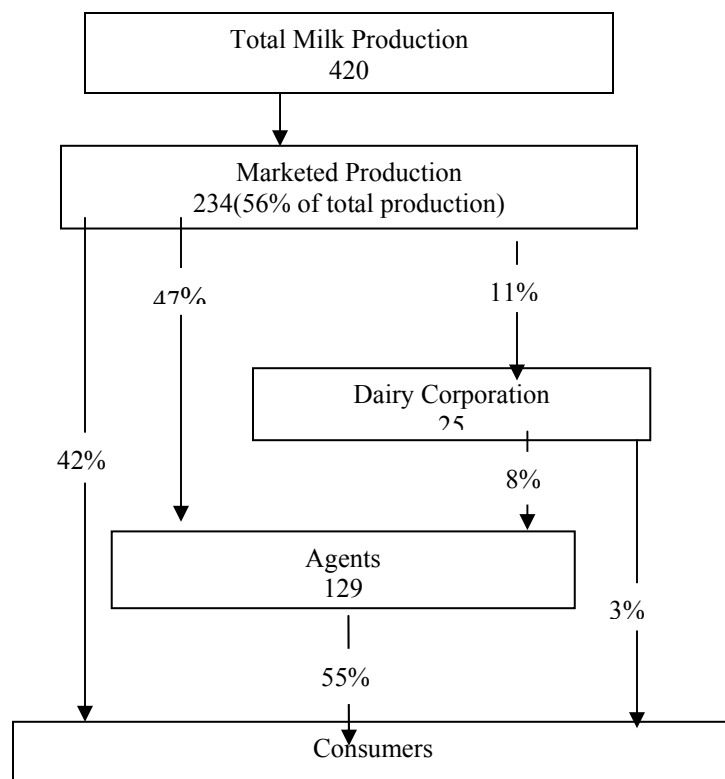 Total Milk Production
420
Marketed Production
234(56% of total production)
47%
11%
Dairy Corporation
25
42%
8%
Agents
129
3%
55%
Consumers